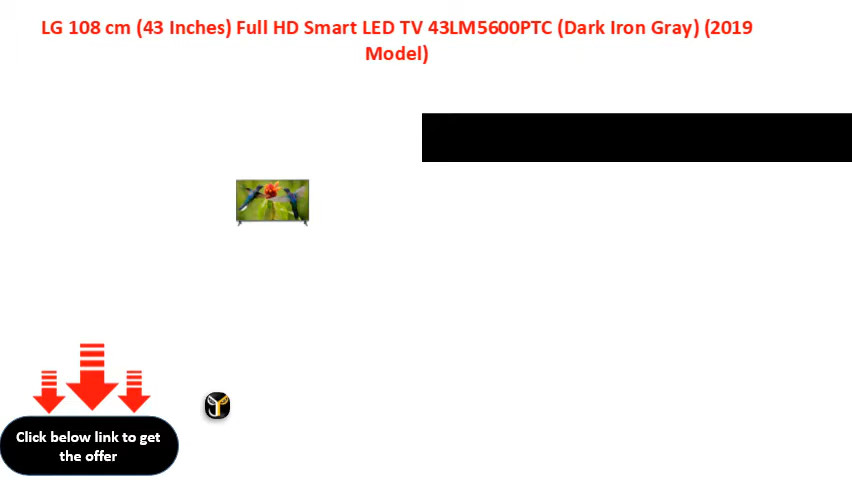 LG 108 cm (43 Inches) Full HD Smart LED TV 43LM5600PTC (Dark Iron Gray) (2019
Model)
Click below link to get
the offer